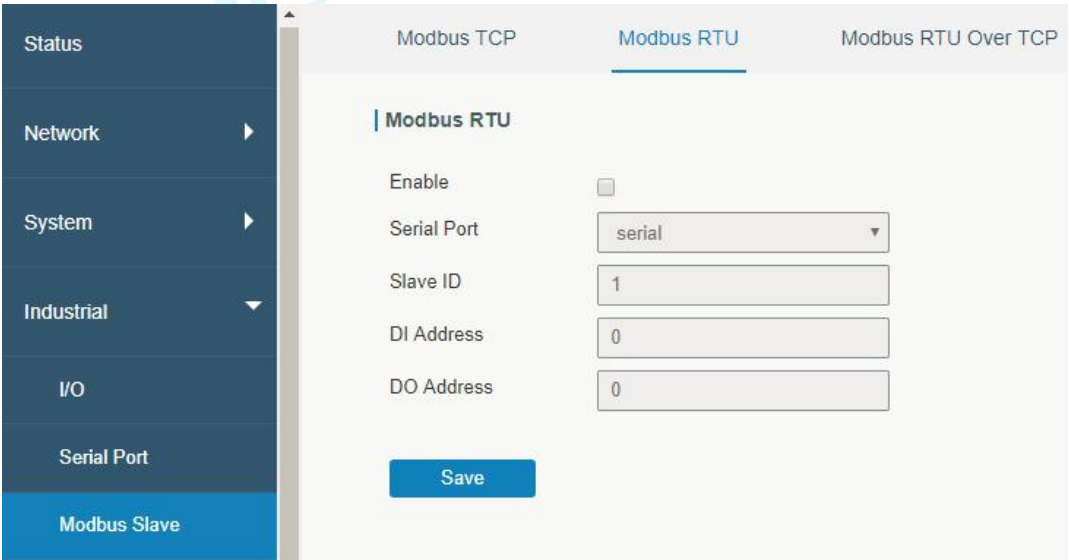 Status
Network
System
Industrial
I/O
Serial Port
Modbus Slave
Modbus TCP Modbus RTU Modbus RTU Over TCP
Modbus RTU
Enable
Serial Port serial
Slave ID 1
DI Address 0
DO Address 0
Save